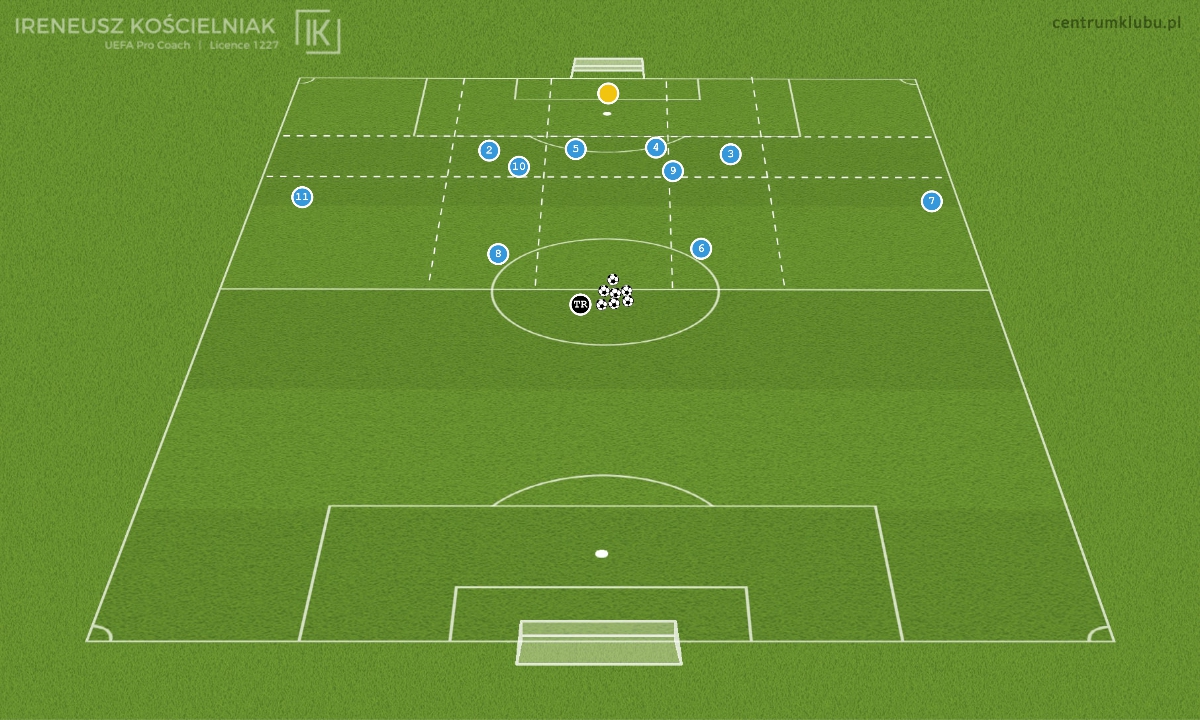 IRENEUSZ KOŚCIELNIAK
UEFA Pro Coach | Licence 1227
IK
centrumklubu.pl
2
5
4
3
10
9
11
7
8
6
TR